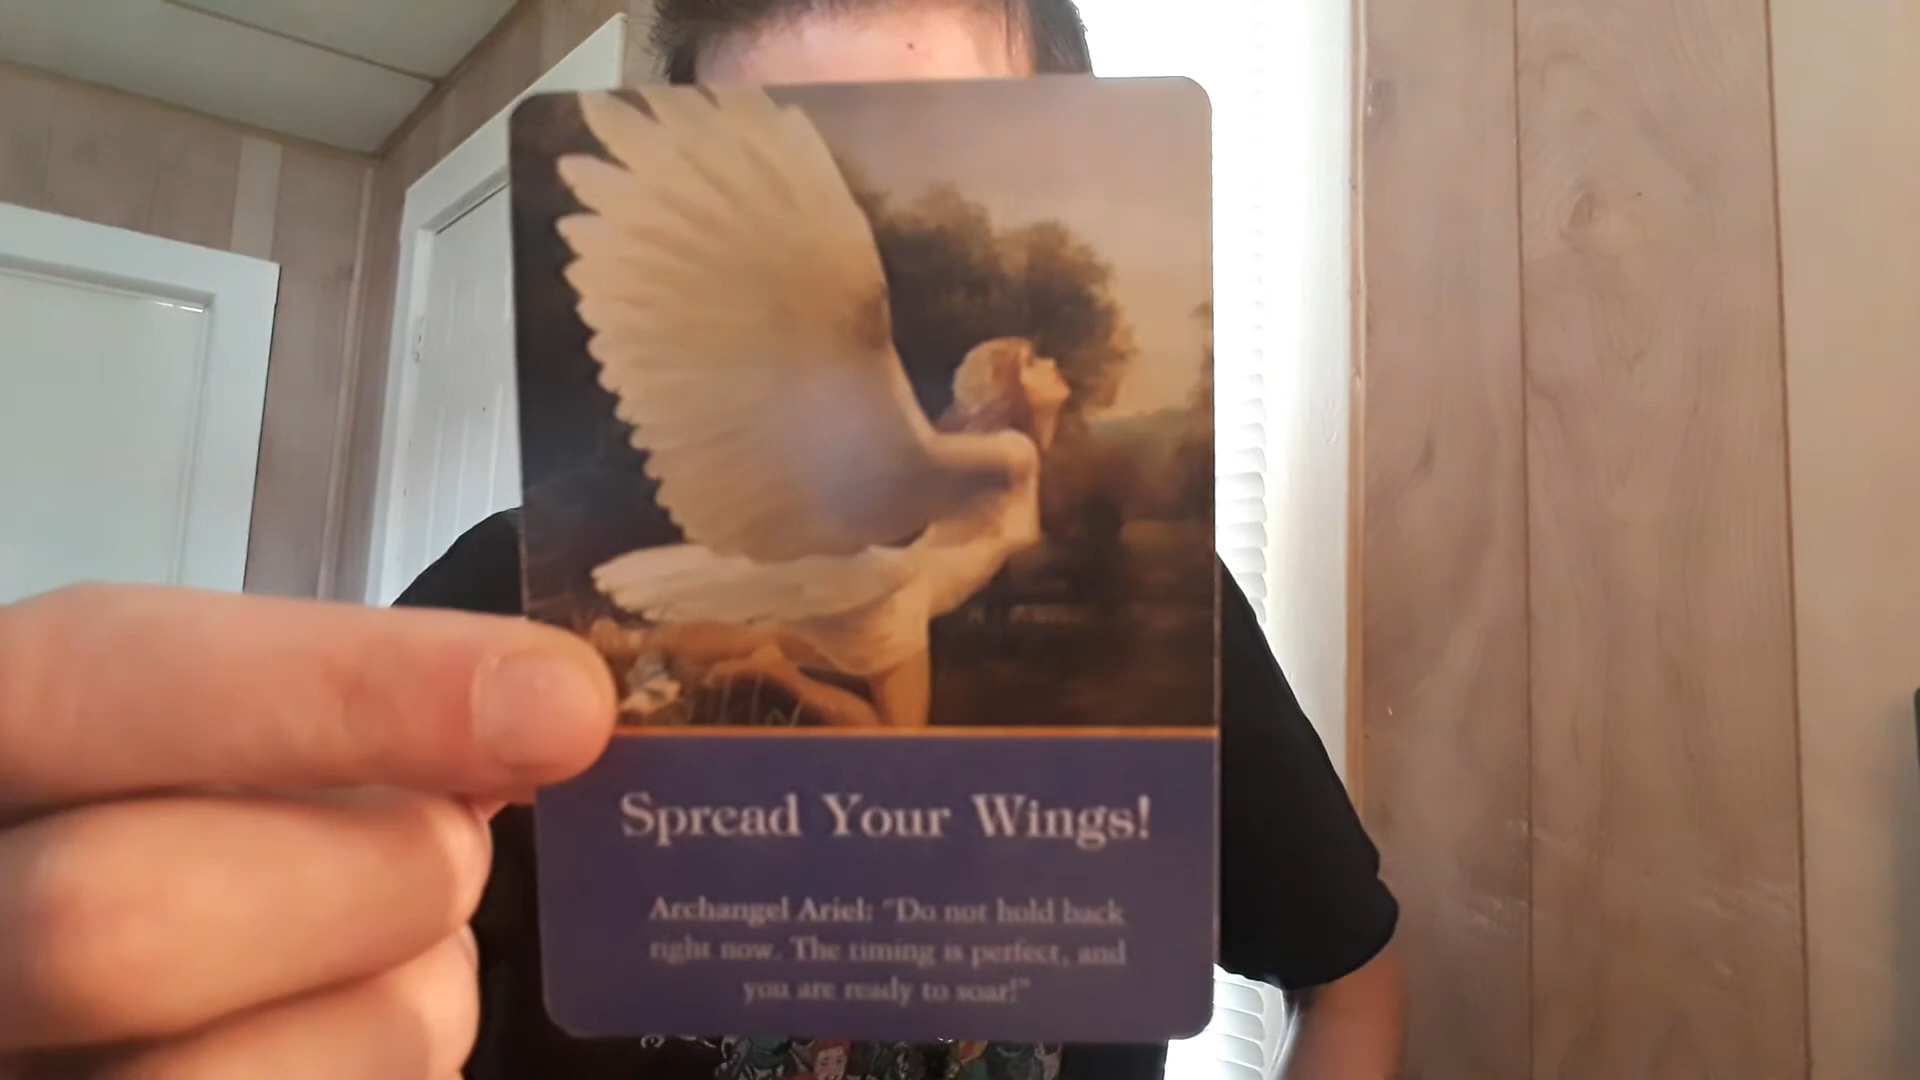 Spread Your Wings!
Archangel Ariel: "Do not hold back
right now. The timing is perfect, and
you are ready to soar!"